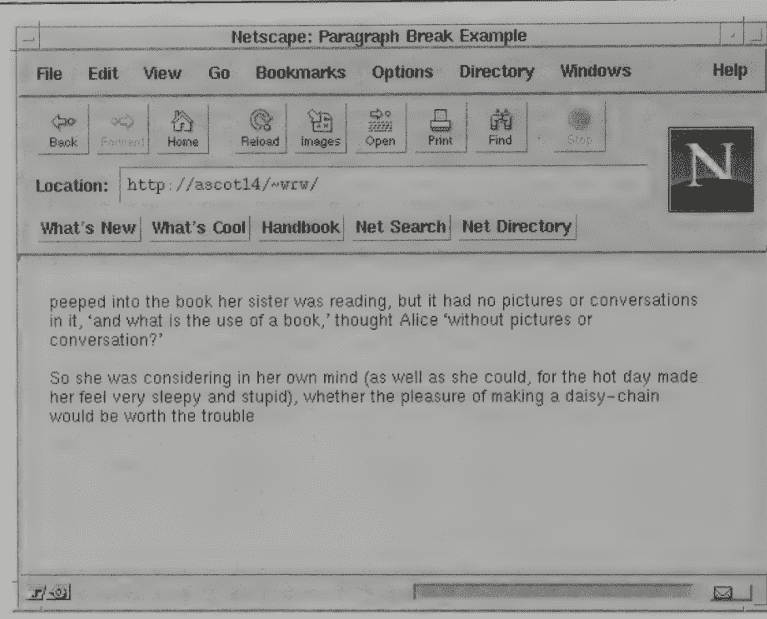 Netscape: Paragraph Break Example
File Edit View Go Bookmarks Options Directory Windows Help
Back Forward Home Reload Images Open Print Find Stop
N
Location: http://ascot14/~wrw/
What's New What's Cool Handbook Net Search Net Directory
peeped into the book her sister was reading, but it had no pictures or conversations
in it, ‘and what is the use of a book,’ thought Alice ‘without pictures or
conversation?’
So she was considering in her own mind (as well as she could, for the hot day made
her feel very sleepy and stupid), whether the pleasure of making a daisy-chain
would be worth the trouble